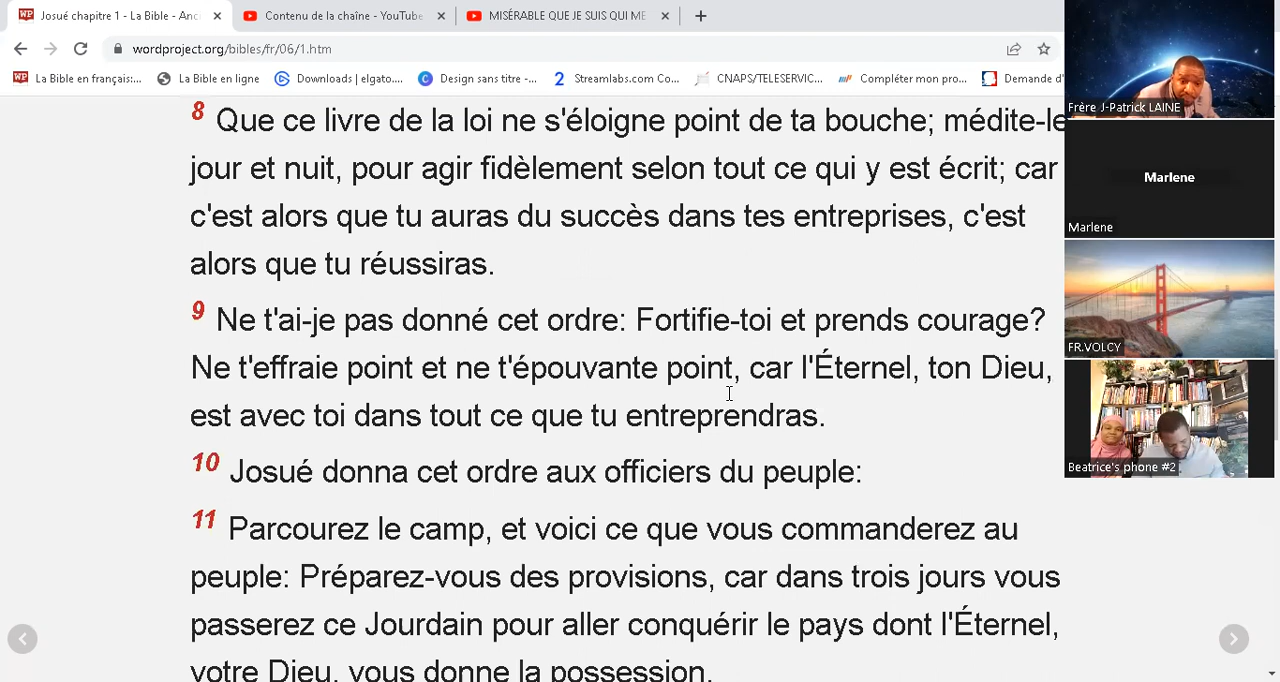 Josué chapitre 1 - La Bible - Anci
Contenu de la chaîne - YouTube
MISÉRABLE QUE JE SUIS QUI ME
wordproject.org/bibles/fr/06/1.htm
La Bible en français:...
La Bible en ligne
Downloads | elgato....
Design sans titre -...
Streamlabs.com Co...
CNAPS/TELESERVIC...
Compléter mon pro...
Demande d'
8 Que ce livre de la loi ne s'éloigne point de ta bouche; médite-le
jour et nuit, pour agir fidèlement selon tout ce qui y est écrit; car
c'est alors que tu auras du succès dans tes entreprises, c'est
alors que tu réussiras.
9 Ne t'ai-je pas donné cet ordre: Fortifie-toi et prends courage?
Ne t'effraie point et ne t'épouvante point, car l'Éternel, ton Dieu,
est avec toi dans tout ce que tu entreprendras.
10 Josué donna cet ordre aux officiers du peuple:
11 Parcourez le camp, et voici ce que vous commanderez au
peuple: Préparez-vous des provisions, car dans trois jours vous
passerez ce Jourdain pour aller conquérir le pays dont l'Éternel,
votre Dieu, vous donne la possession.
Frère J-Patrick LAINE
Marlene
Marlene
FR.VOLCY
Beatrice's phone #2